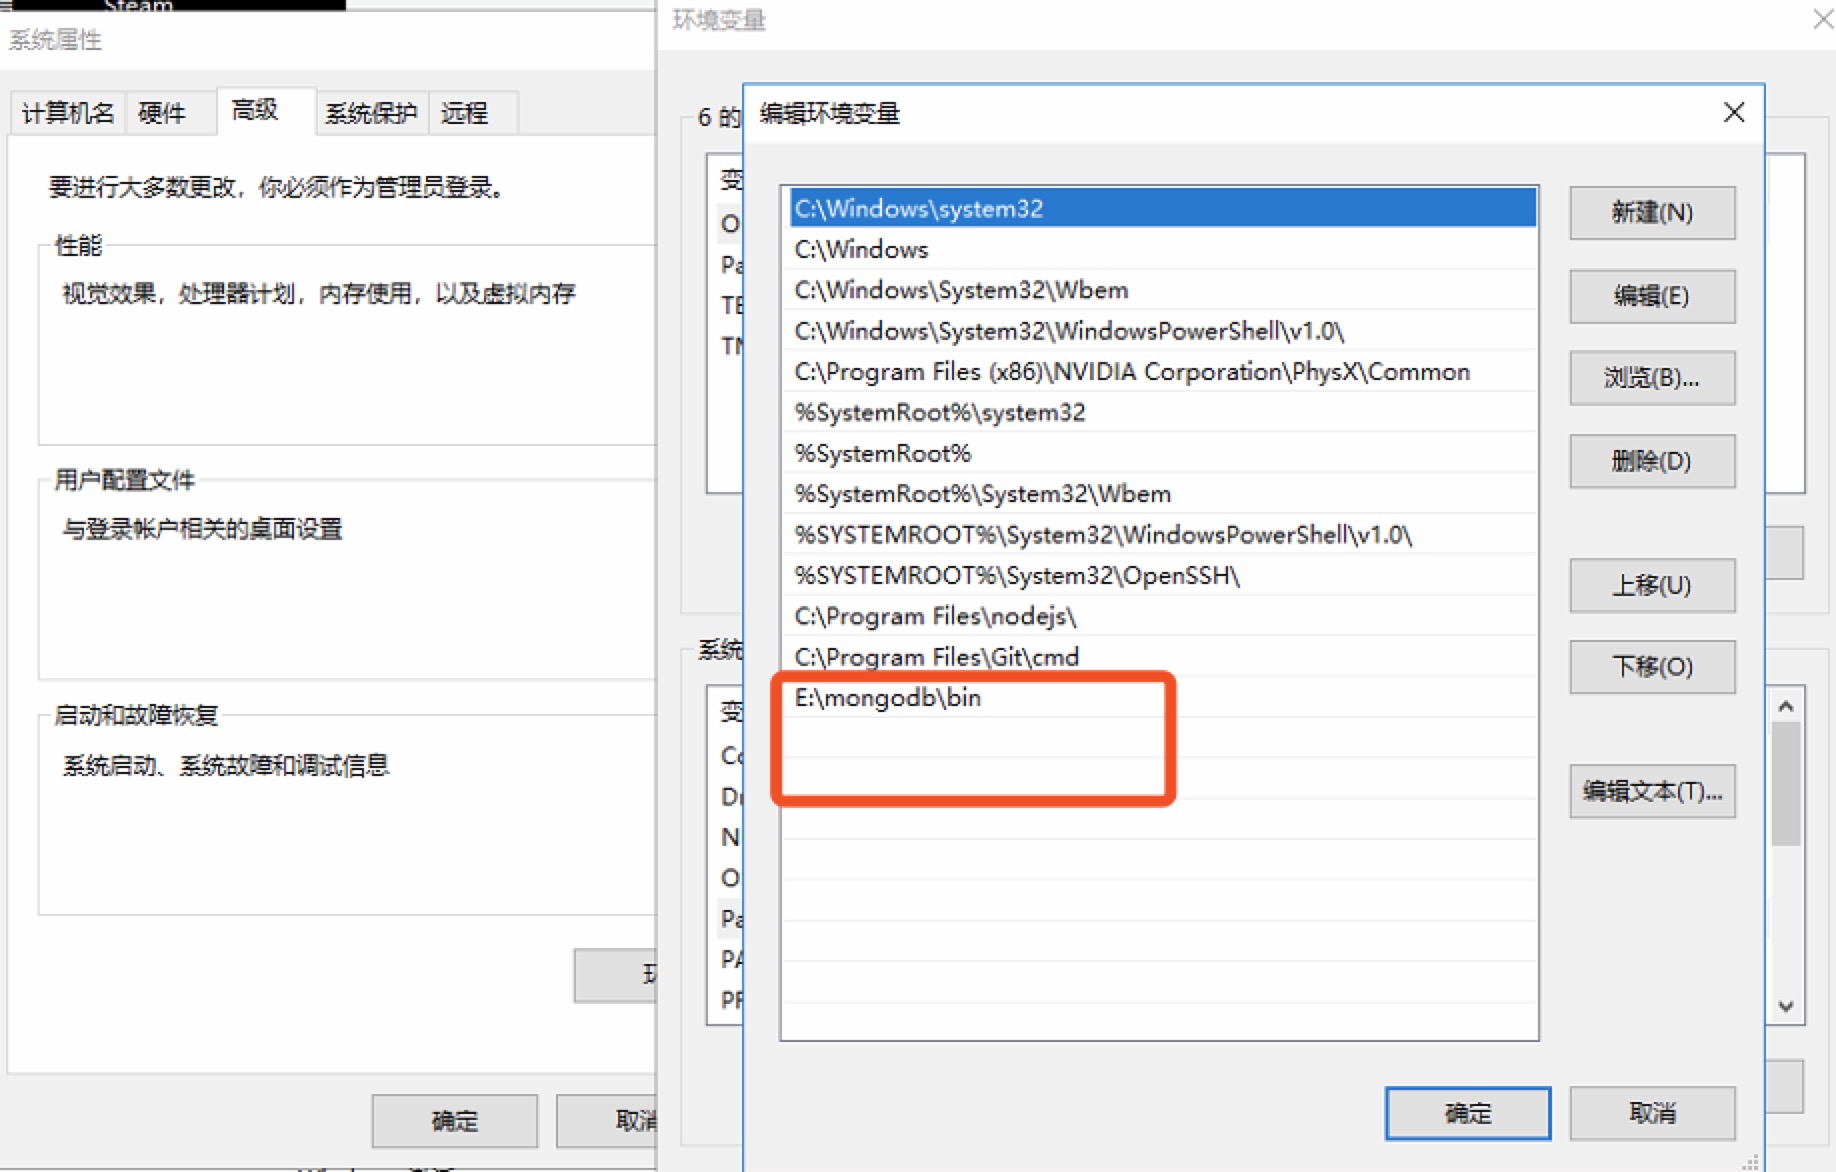 Steam
系统属性
计算机名
硬件
高级
系统保护
远程
要进行大多数更改，你必须作为管理员登录。
性能
视觉效果，处理器计划，内存使用，以及虚拟内存
用户配置文件
与登录帐户相关的桌面设置
启动和故障恢复
系统启动、系统故障和调试信息
确定
取消
环境变量
6 的
变
O
Pa
TE
系统
变
Co
N
O
Pa
PA
编辑环境变量
C:\Windows\system32
C:\Windows
C:\Windows\System32\Wbem
C:\Windows\System32\WindowsPowerShell\v1.0\
C:\Program Files (x86)\NVIDIA Corporation\PhysX\Common
%SystemRoot%\system32
%SystemRoot%
%SystemRoot%\System32\Wbem
%SYSTEMROOT%\System32\WindowsPowerShell\v1.0\
%SYSTEMROOT%\System32\OpenSSH\
C:\Program Files\nodejs\
C:\Program Files\Git\cmd
E:\mongodb\bin
新建(N)
编辑(E)
浏览(B)...
删除(D)
上移(U)
下移(O)
编辑文本(T)...
确定
取消